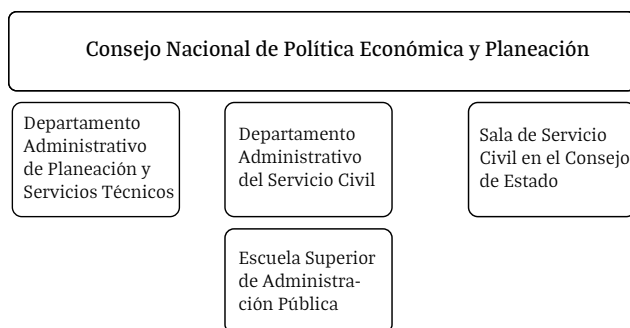 Consejo Nacional de Política Económica y Planeación
Departamento
Administrativo
de Planeación y
Servicios Técnicos
Departamento
Administrativo
del Servicio Civil
Sala de Servicio
Civil en el Consejo
de Estado
Escuela Superior
de Administra-
ción Pública